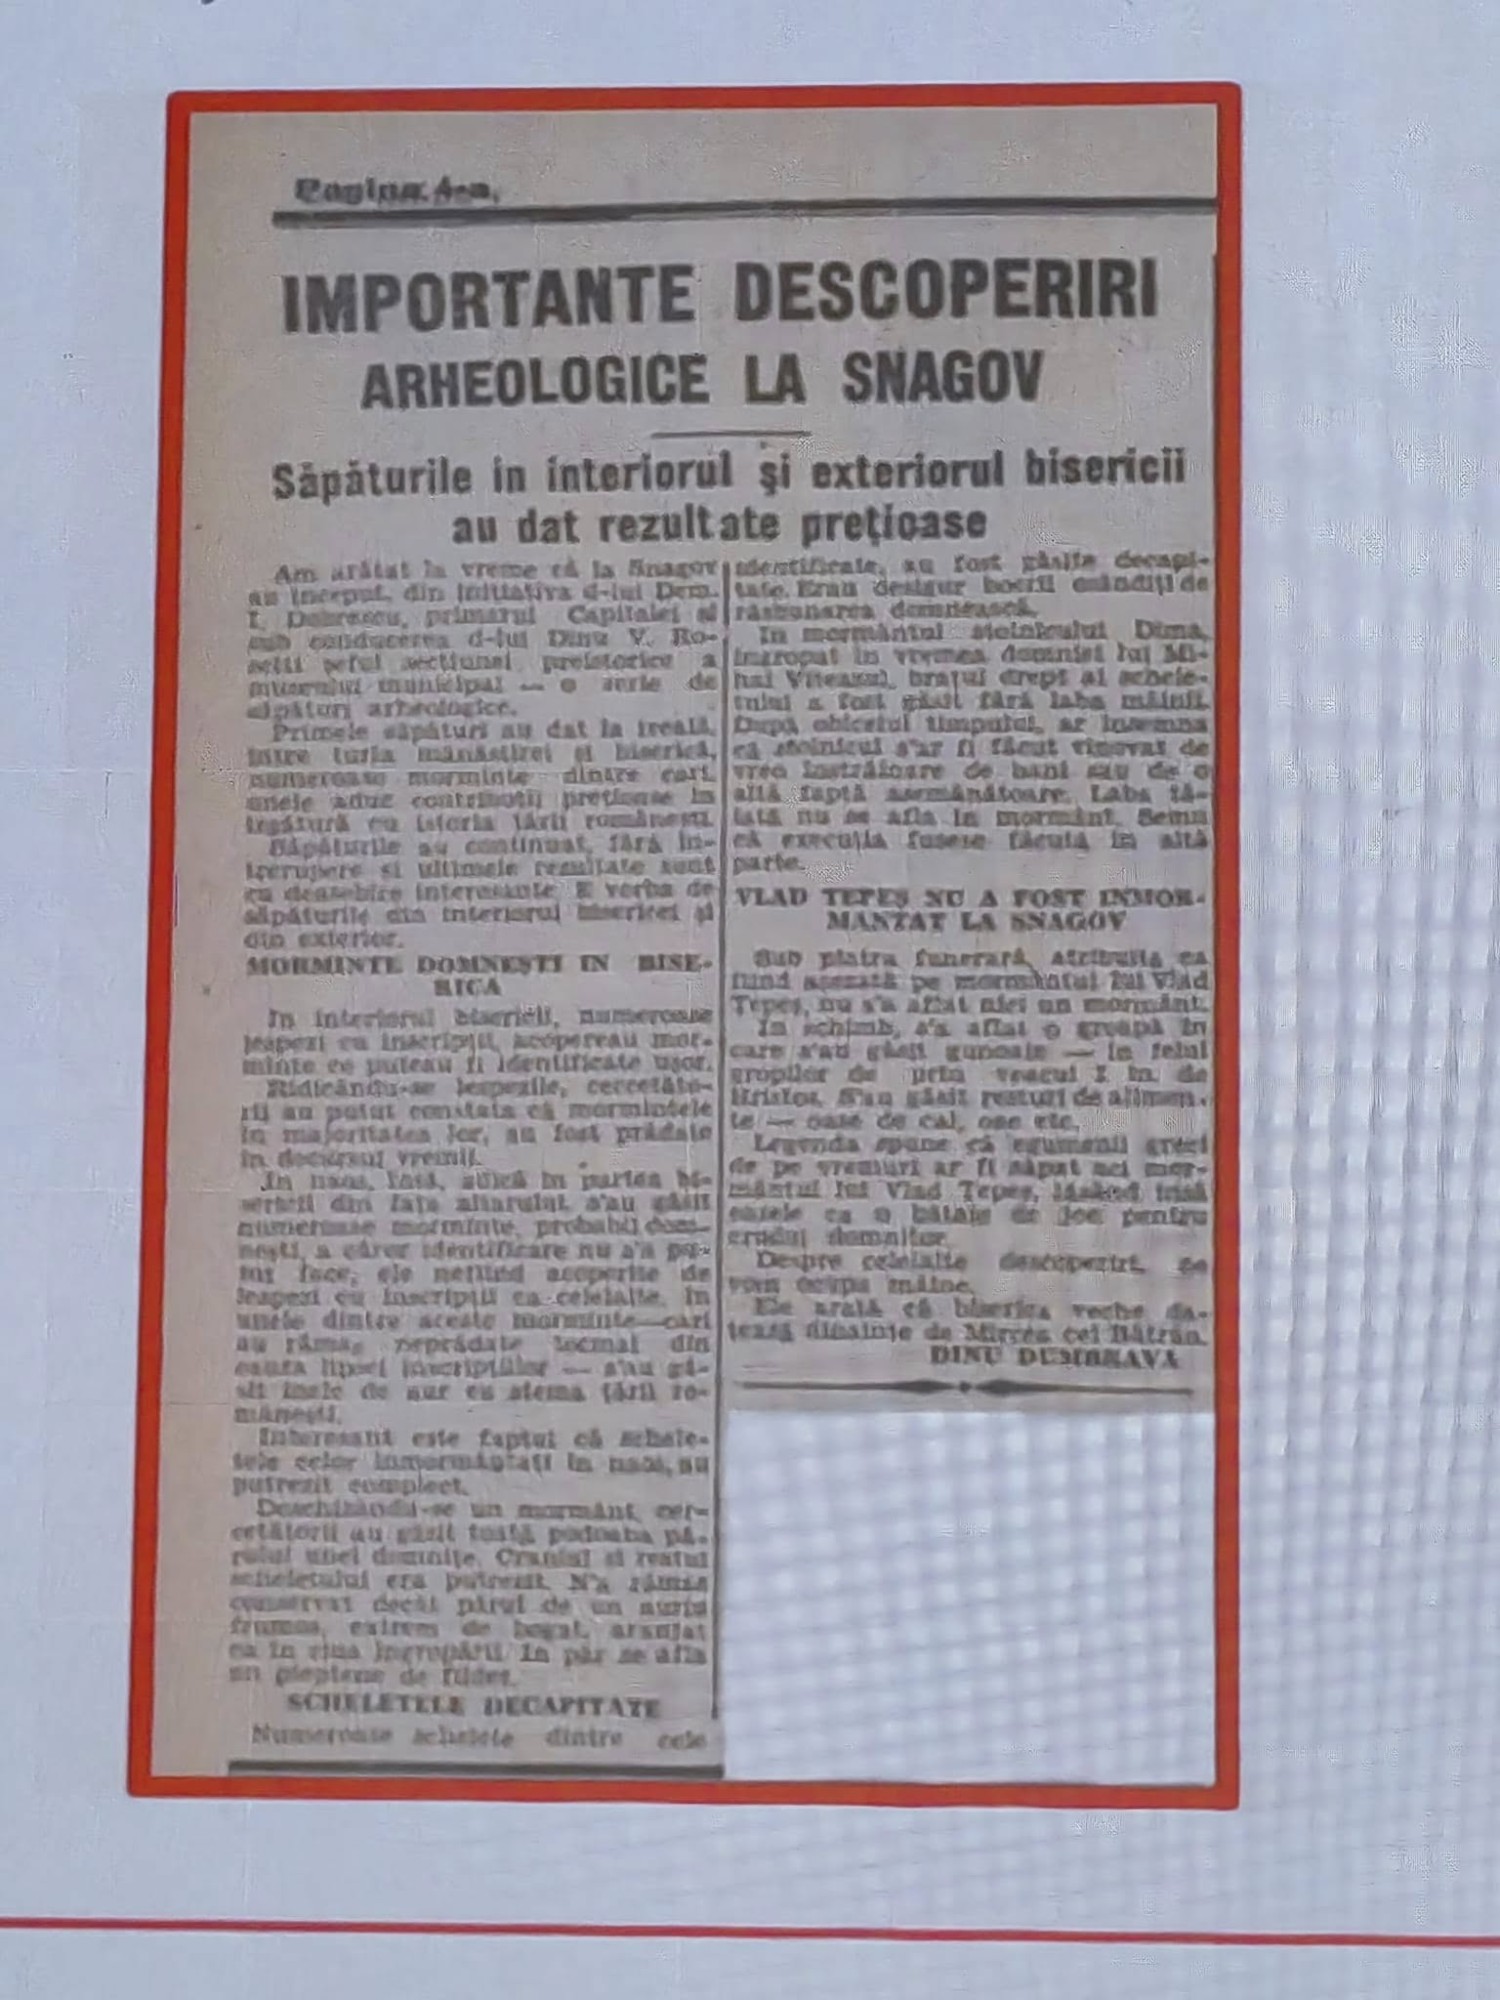 Pagina 4-a.
IMPORTANTE DESCOPERIRI
ARHEOLOGICE LA SNAGOV
Săpăturile in interiorul şi exteriorul bisericii
au dat rezultate preţioase
Am arătat la vreme că la Snagov
au început, din iniţiativa d-lui Dem.
I. Dobrescu, primarul Capitalei şi
sub conducerea d-lui Dinu V. Ro-
setti şeful secţiunei preistorice a
muzeului municipal — o serie de
săpături arheologice.
Primele săpături au dat la iveală,
între turla mănăstirei şi biserică,
numeroase morminte dintre cari
unele aduc contribuţii preţioase în
legătură cu istoria ţării româneşti.
Săpăturile au continuat, fără în-
trerupere şi ultimele rezultate sunt
cu deosebire interesante. E vorba de
săpăturile din interiorul bisericei şi
din exterior.
MORMINTE DOMNEŞTI IN BISE-
RICA
In interiorul bisericii, numeroase
lespezi cu inscripţii, acopereau mor-
minte ce puteau fi identificate uşor.
Ridicându-se lespezile, cercetăto-
rii au putut constata că mormintele
în majoritatea lor, au fost prădate
în decursul vremii.
In naos, însă, adică în partea bi-
sericii din faţa altarului, s'au găsit
numeroase morminte, probabil dom-
neşti, a căror identificare nu s'a pu-
tut face, ele nefiind acoperite de
lespezi cu inscripţii ca celelalte. In
unele dintre aceste morminte—cari
au rămas neprădate tocmai din
cauza lipsei inscripţiilor — s'au gă-
sit inele de aur cu stema ţării ro-
mâneşti.
Interesant este faptul că schele-
tele celor înmormântaţi în naos, au
putrezit complect.
Deschizându-se un mormânt, cer-
cetătorii au găsit toată podoaba pă-
rului unei domniţe. Craniul şi restul
scheletului era putrezit. N'a rămas
conservat decât părul de un auriu
frumos, extrem de bogat, aranjat
ca în ziua îngropării. In păr se afla
un pieptene de fildeş.
SCHELETELE DECAPITATE
Numeroase schelete dintre cele
identificate, au fost găsite decapi-
tate. Erau desigur boerii osândiţi de
răsbunarea domnească.
In mormântul stolnicului Dima,
îngropat în vremea domniei lui Mi-
hai Viteazul, braţul drept al schele-
tului a fost găsit fără laba mâinii.
După obiceiul timpului, ar însemna
că stolnicul s'ar fi făcut vinovat de
vreo înstrăinare de bani sau de o
altă faptă asemănătoare. Laba tă-
iată nu se afla în mormânt. Semn
că execuţia fusese făcută în altă
parte.
VLAD TEPEŞ NU A FOST INMOR-
MANTAT LA SNAGOV
Sub piatra funerară, atribuită ca
fiind aşezată pe mormântul lui Vlad
Tepeş, nu s'a aflat nici un mormânt.
In schimb, s'a aflat o groapă în
care s'au găsit gunoaie — în felul
gropilor de prin veacul I în. de
Hristos. S'au găsit resturi de alimen-
te — oase de cal, ose etc.
Legenda spune că egumenii greci
de pe vremuri ar fi săpat aci mor-
mântul lui Vlad Tepeş, lăsând însă
oasele ca o bătaie de joc pentru
crudul domnitor.
Despre celelalte descoperiri, ne
vom ocupa mâine.
Ele arată că biserica veche da-
tează dinainte de Mircea cel Bătrân.
DINU DUMBRAVA